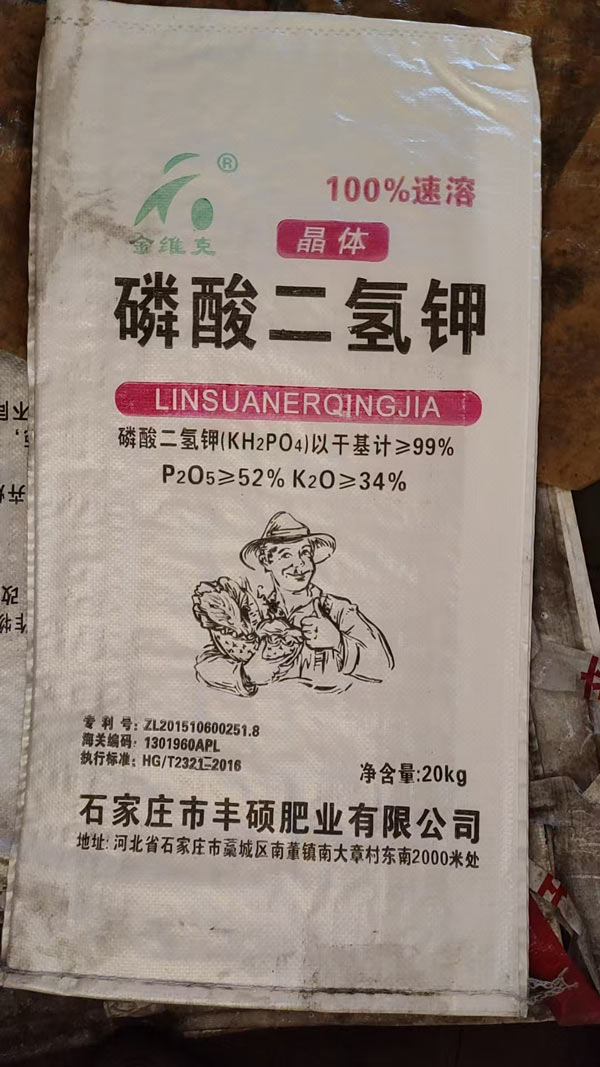 ®
100%速溶
金维克
晶体
磷酸二氢钾
LINSUANERQINGJIA
磷酸二氢钾(KH₂PO₄)以干基计≥99%
P₂O₅≥52% K₂O≥34%
专利号: ZL201510600251.8
海关编码: 1301960APL
执行标准: HG/T2321-2016
净含量:20kg
石家庄市丰硕肥业有限公司
地址: 河北省石家庄市藁城区南董镇南大章村东南2000米处